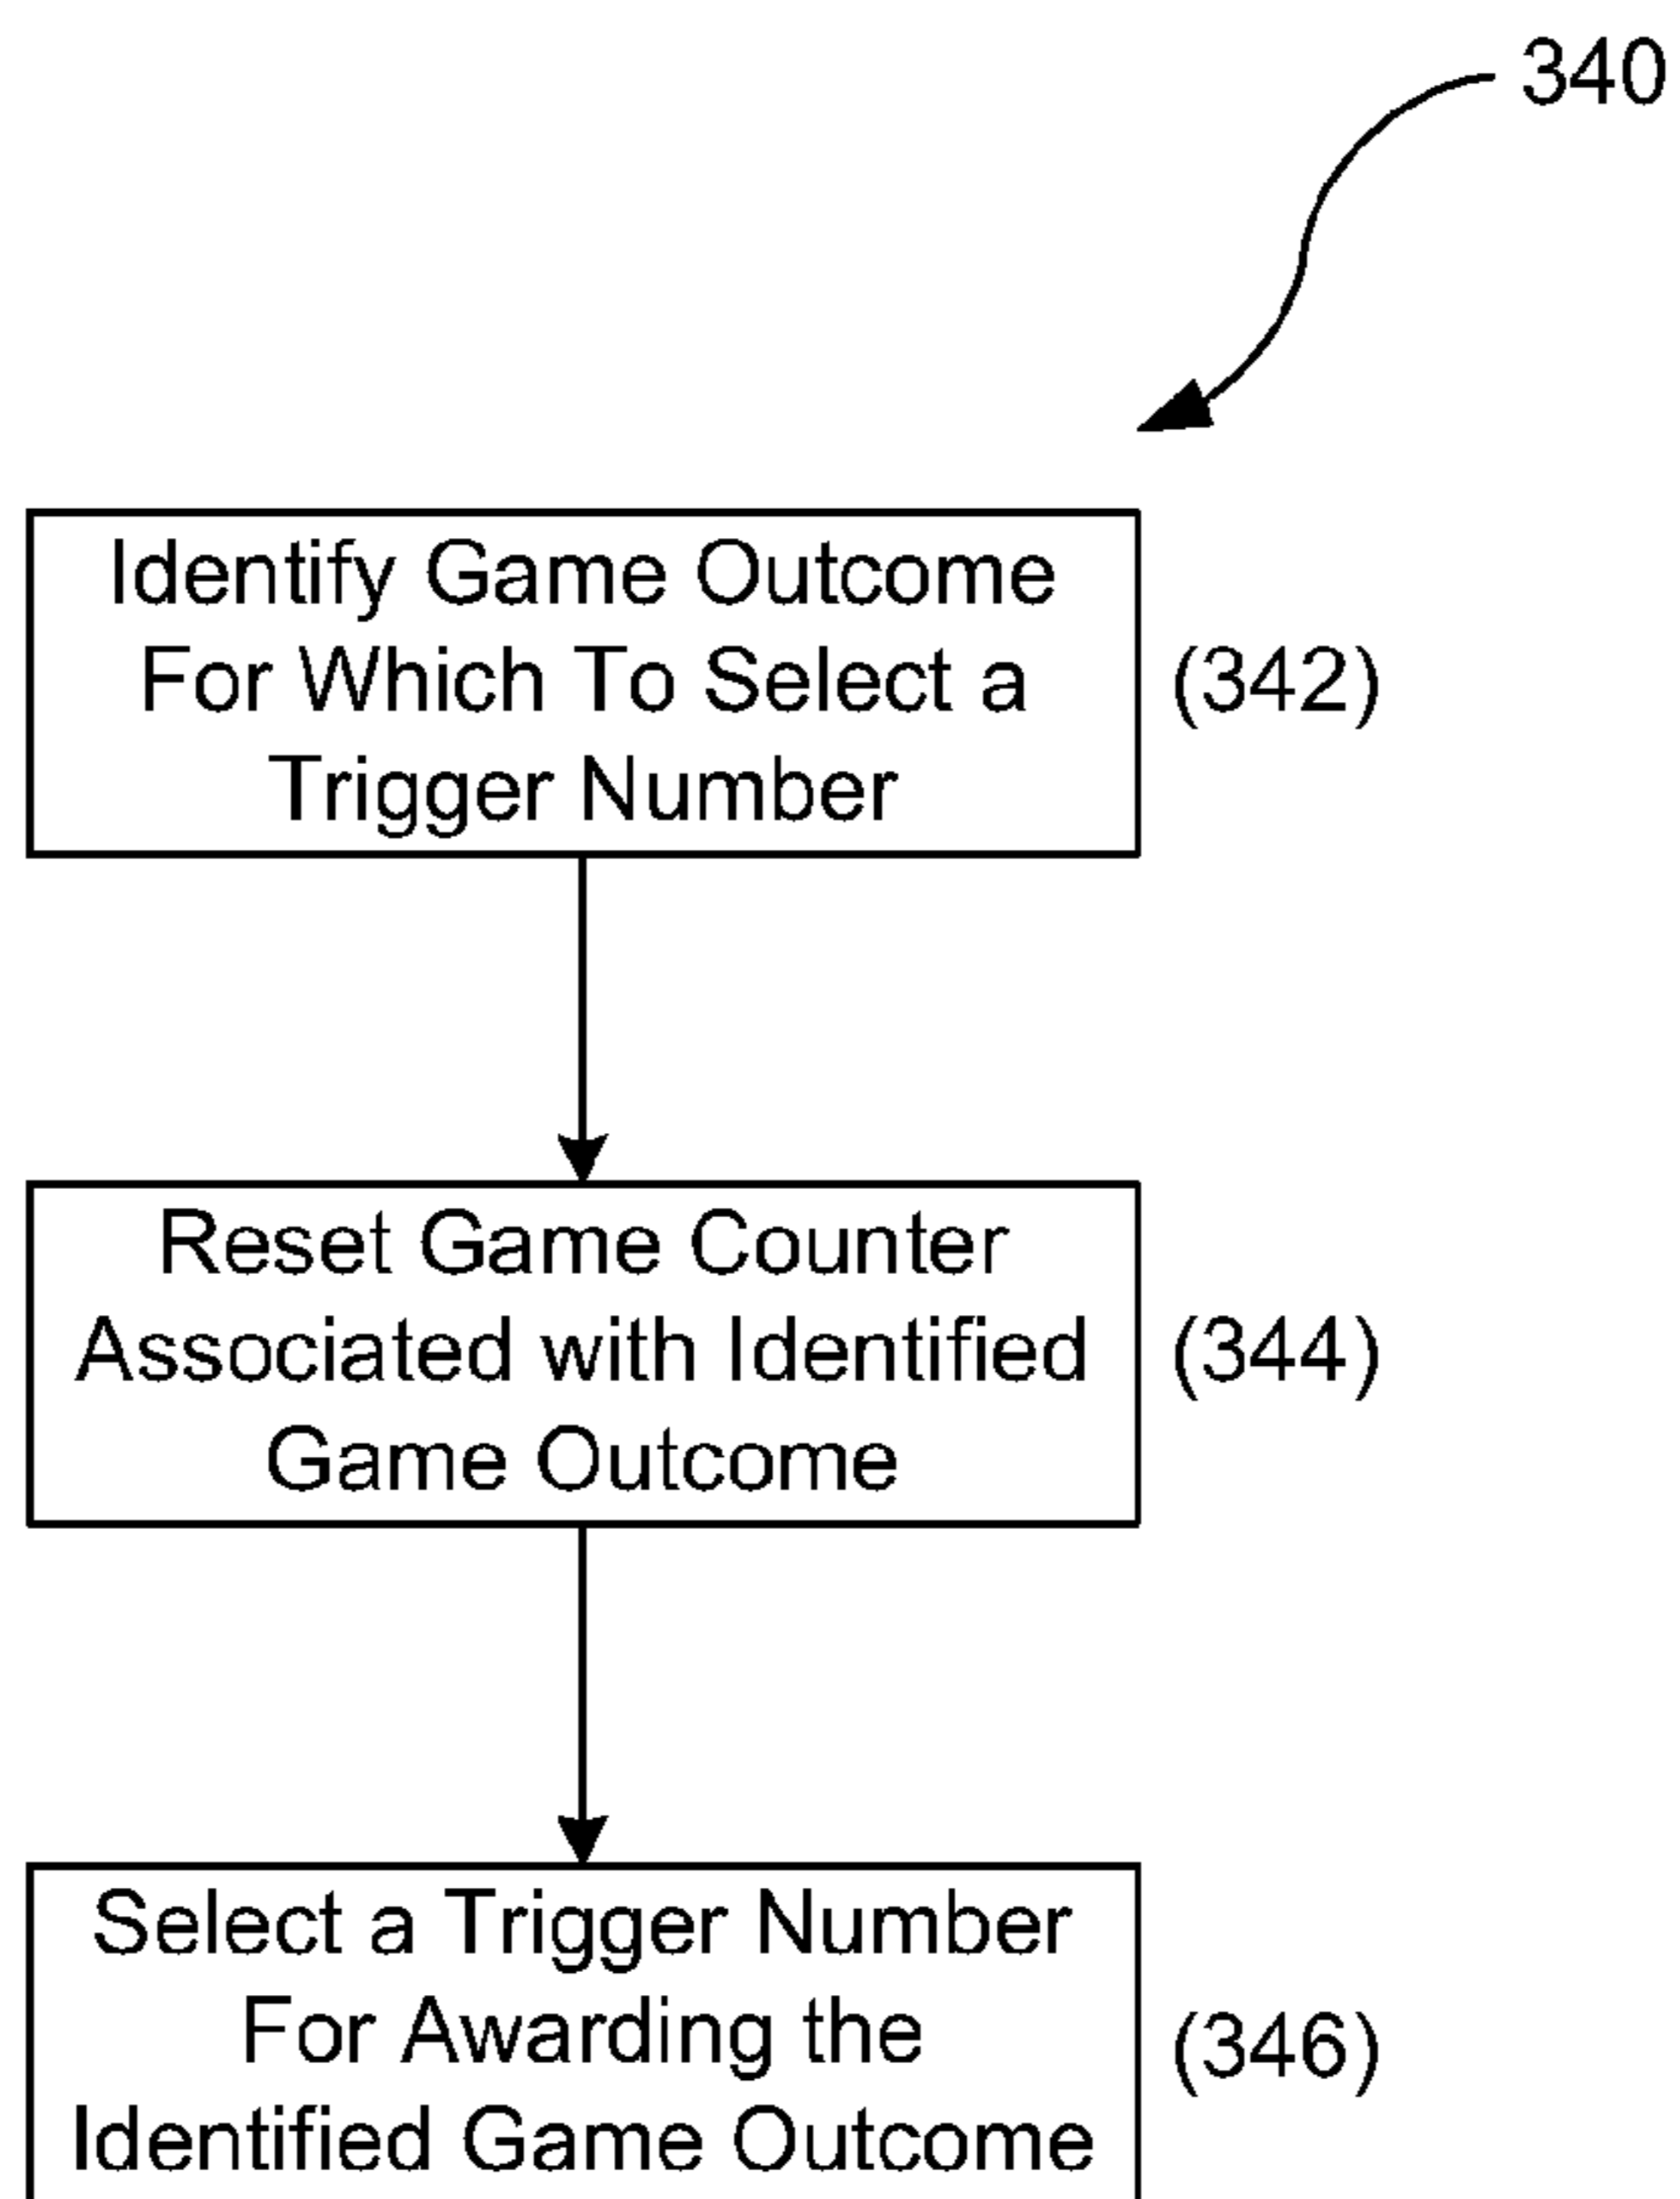 340
Identify Game Outcome
For Which To Select a
Trigger Number
(342)
Reset Game Counter
Associated with Identified
Game Outcome
(344)
Select a Trigger Number
For Awarding the
Identified Game Outcome
(346)